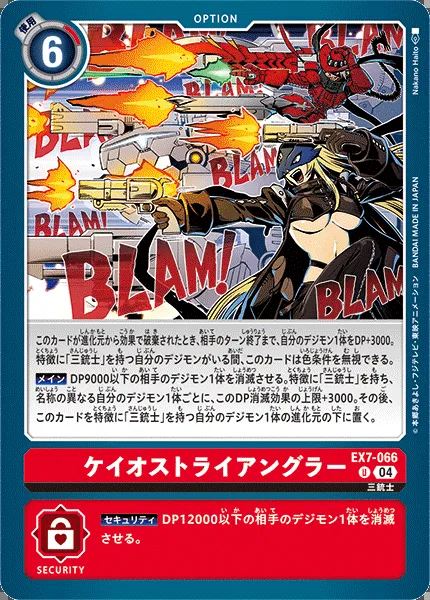 OPTION
使用
6
Nakano Haito
BLAM!
BLAM!
BLAM!
BLAM!
BLAM!
©本郷あきよし・フジテレビ・東映アニメーション BANDAI MADE IN JAPAN
このカードが進化元から効果で破棄されたとき、相手のターン終了まで、自分のデジモン1体をDP+3000。
特徴に「三銃士」を持つ自分のデジモンがいる間、このカードは色条件を無視できる。
メイン DP9000以下の相手のデジモン1体を消滅させる。特徴に「三銃士」を持ち、
名称の異なる自分のデジモン1体ごとに、このDP消滅効果の上限+3000。その後、
このカードを特徴に「三銃士」を持つ自分のデジモン1体の進化元の下に置く。
ケイオストライアングラー
EX7-066
U 04
三銃士
セキュリティ DP12000以下の相手のデジモン1体を消滅
させる。
SECURITY